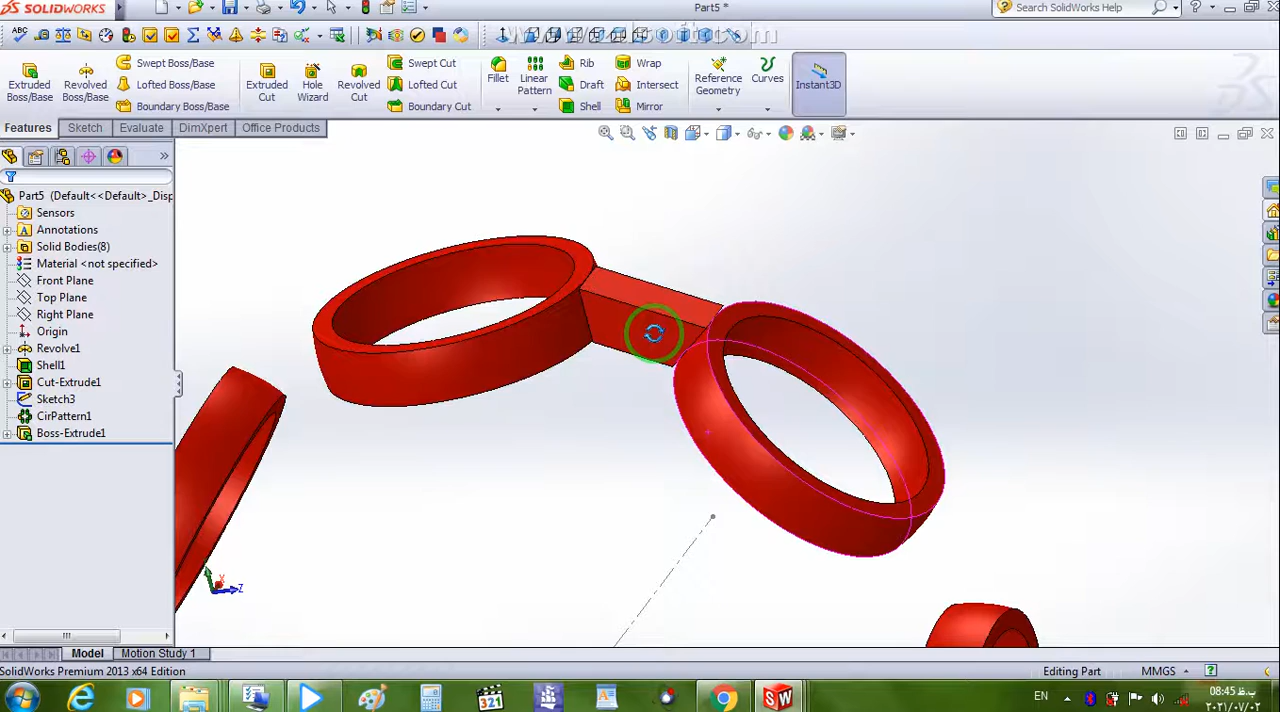 SOLIDWORKS
Part5 *
Search SolidWorks Help
Extruded Boss/Base
Revolved Boss/Base
Swept Boss/Base
Lofted Boss/Base
Boundary Boss/Base
Extruded Cut
Hole Wizard
Revolved Cut
Swept Cut
Lofted Cut
Boundary Cut
Fillet
Linear Pattern
Rib
Draft
Shell
Wrap
Intersect
Mirror
Reference Geometry
Curves
Instant3D
Features
Sketch
Evaluate
DimXpert
Office Products
Part5 (Default<<Default>_Disp
Sensors
Annotations
Solid Bodies(8)
Material <not specified>
Front Plane
Top Plane
Right Plane
Origin
Revolve1
Shell1
Cut-Extrude1
Sketch3
CirPattern1
Boss-Extrude1
Y
Z
Model
Motion Study 1
SolidWorks Premium 2013 x64 Edition
Editing Part
MMGS
321
EN
08:45 ب.ظ
۲۰۲۱/۰۷/۰۲